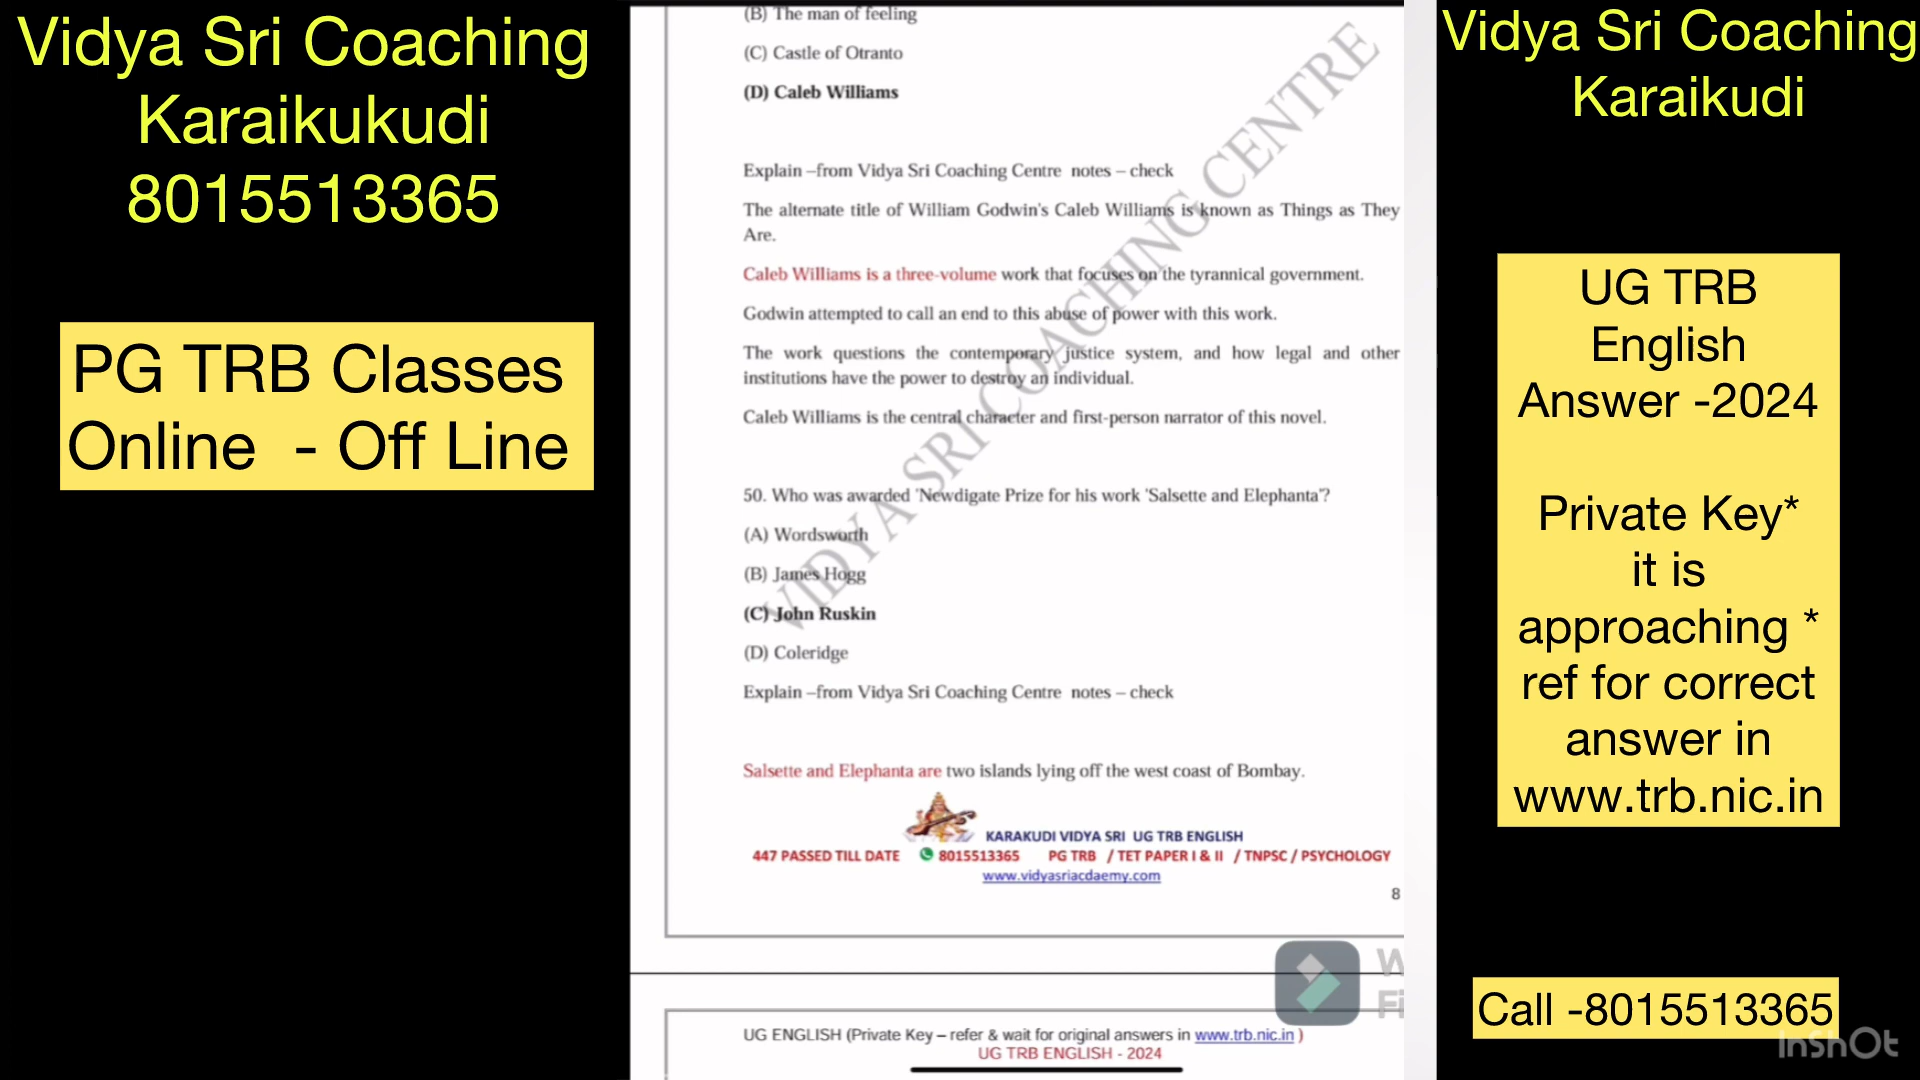 Vidya Sri Coaching
Karaikukudi
8015513365
PG TRB Classes
Online - Off Line
(B) The man of feeling
(C) Castle of Otranto
(D) Caleb Williams
Explain –from Vidya Sri Coaching Centre notes – check
The alternate title of William Godwin's Caleb Williams is known as Things as They
Are.
Caleb Williams is a three-volume work that focuses on the tyrannical government.
Godwin attempted to call an end to this abuse of power with this work.
The work questions the contemporary justice system, and how legal and other
institutions have the power to destroy an individual.
Caleb Williams is the central character and first-person narrator of this novel.
50. Who was awarded 'Newdigate Prize for his work 'Salsette and Elephanta'?
(A) Wordsworth
(B) James Hogg
(C) John Ruskin
(D) Coleridge
Explain –from Vidya Sri Coaching Centre notes – check
Salsette and Elephanta are two islands lying off the west coast of Bombay.
VIDYA SRI COACHING CENTRE
KARAKUDI VIDYA SRI UG TRB ENGLISH
447 PASSED TILL DATE 8015513365 PG TRB / TET PAPER I & II / TNPSC / PSYCHOLOGY
www.vidyasriacdaemy.com
8
UG ENGLISH (Private Key – refer & wait for original answers in www.trb.nic.in )
UG TRB ENGLISH - 2024
Vidya Sri Coaching
Karaikudi
UG TRB
English
Answer -2024
Private Key*
it is
approaching *
ref for correct
answer in
www.trb.nic.in
Call -8015513365
InShOt